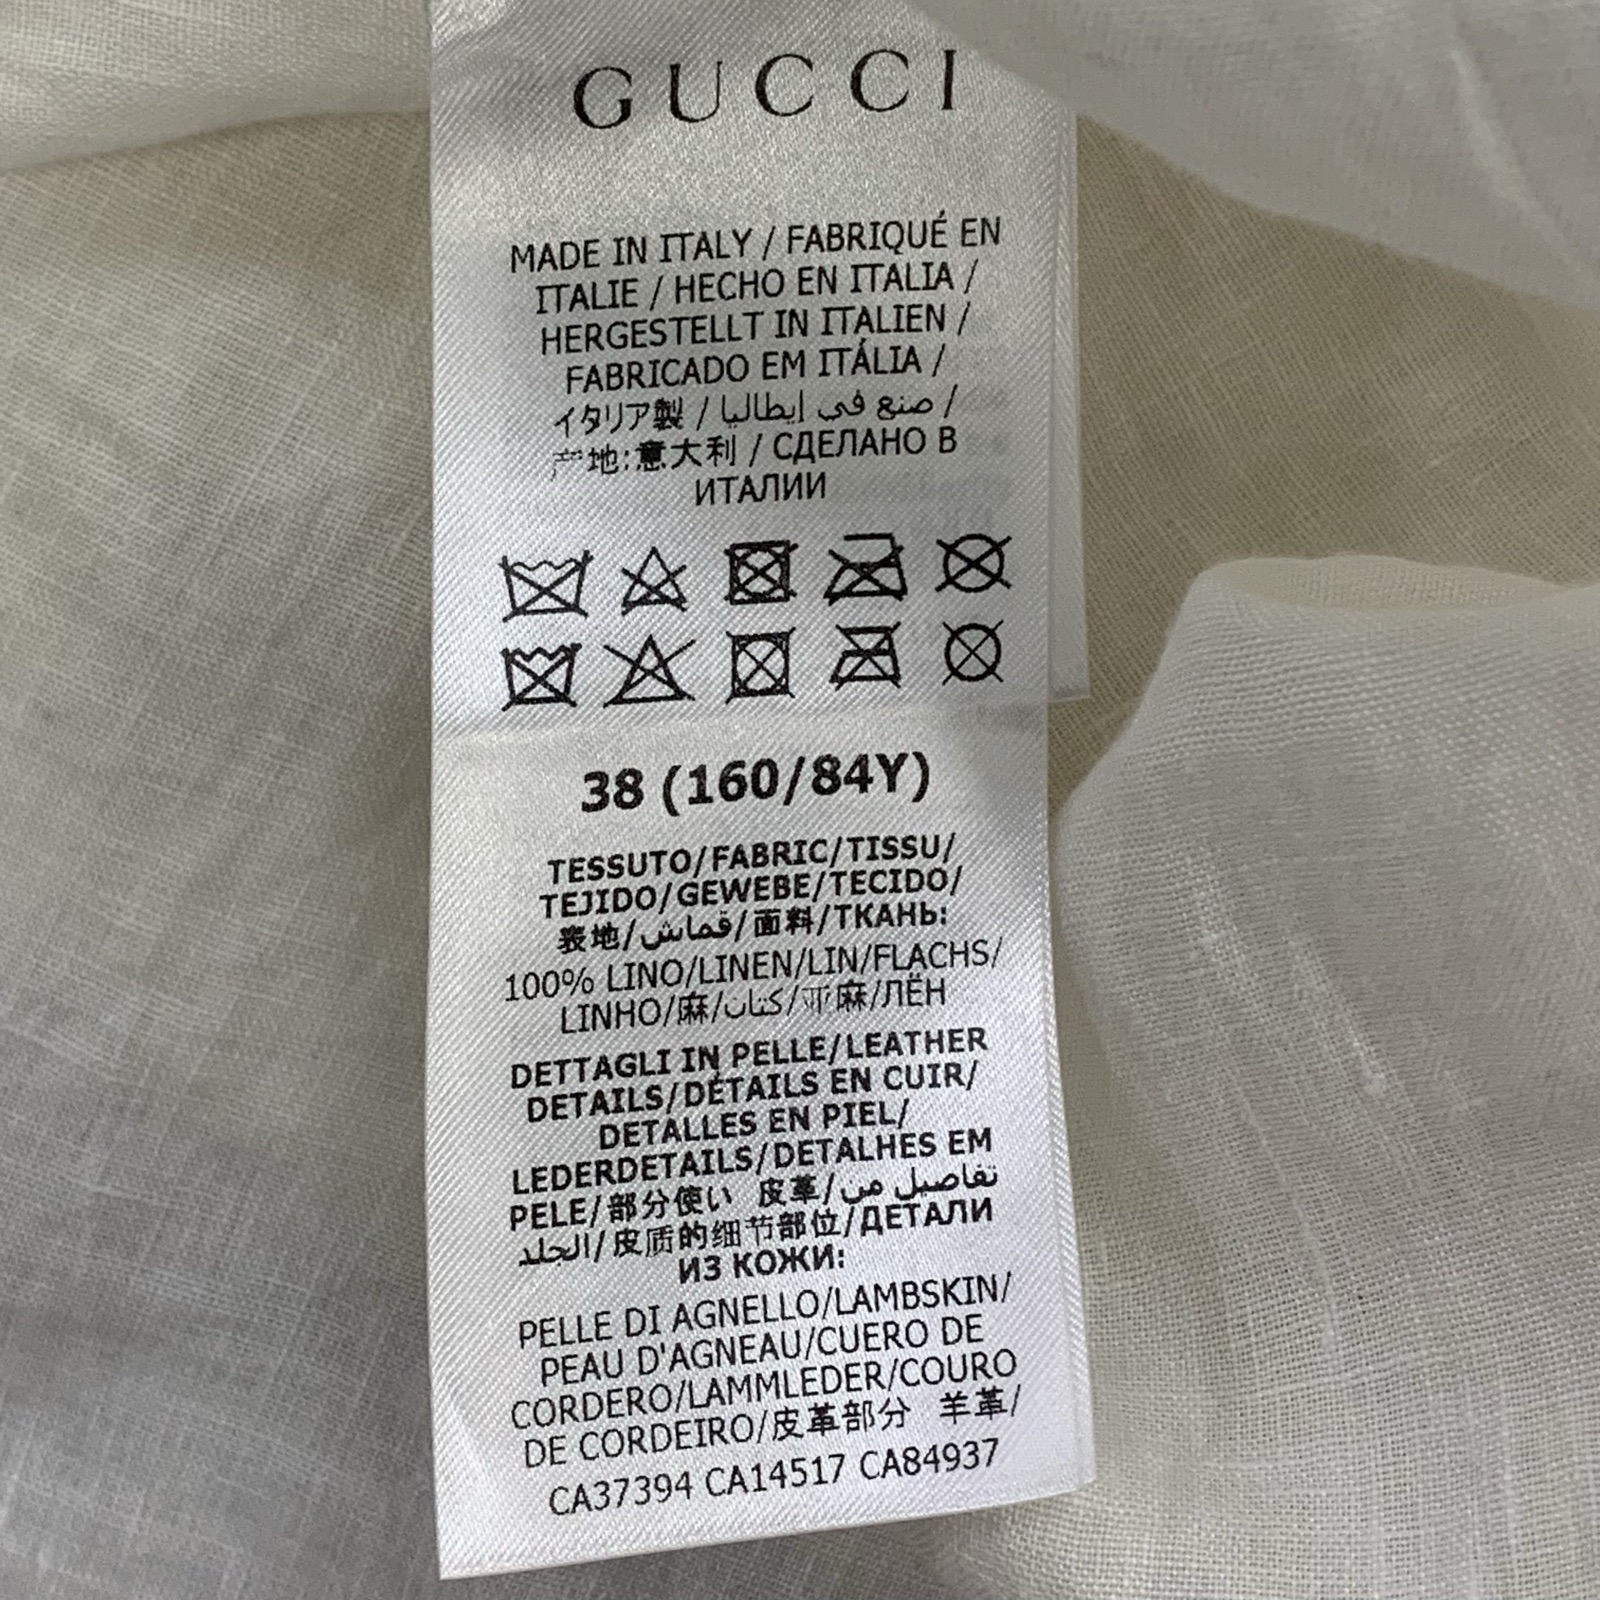 GUCCI
MADE IN ITALY / FABRIQUÉ EN
ITALIE / HECHO EN ITALIA /
HERGESTELLT IN ITALIEN /
FABRICADO EM ITÁLIA /
イタリア製 / صنع في إيطاليا /
产地:意大利 / СДЕЛАНО В
ИТАЛИИ
38 (160/84Y)
TESSUTO/FABRIC/TISSU/
TEJIDO/GEWEBE/TECIDO/
表地/قماش/面料/ТКАНЬ:
100% LINO/LINEN/LIN/FLACHS/
LINHO/麻/كتان/亚麻/ЛЁН
DETTAGLI IN PELLE/LEATHER
DETAILS/DÉTAILS EN CUIR/
DETALLES EN PIEL/
LEDERDETAILS/DETALHES EM
PELE/部分使い 皮革/تفاصيل من
الجلد/皮质的细节部位/ДЕТАЛИ
ИЗ КОЖИ:
PELLE DI AGNELLO/LAMBSKIN/
PEAU D'AGNEAU/CUERO DE
CORDERO/LAMMLEDER/COURO
DE CORDEIRO/皮革部分 羊革/
CA37394 CA14517 CA84937